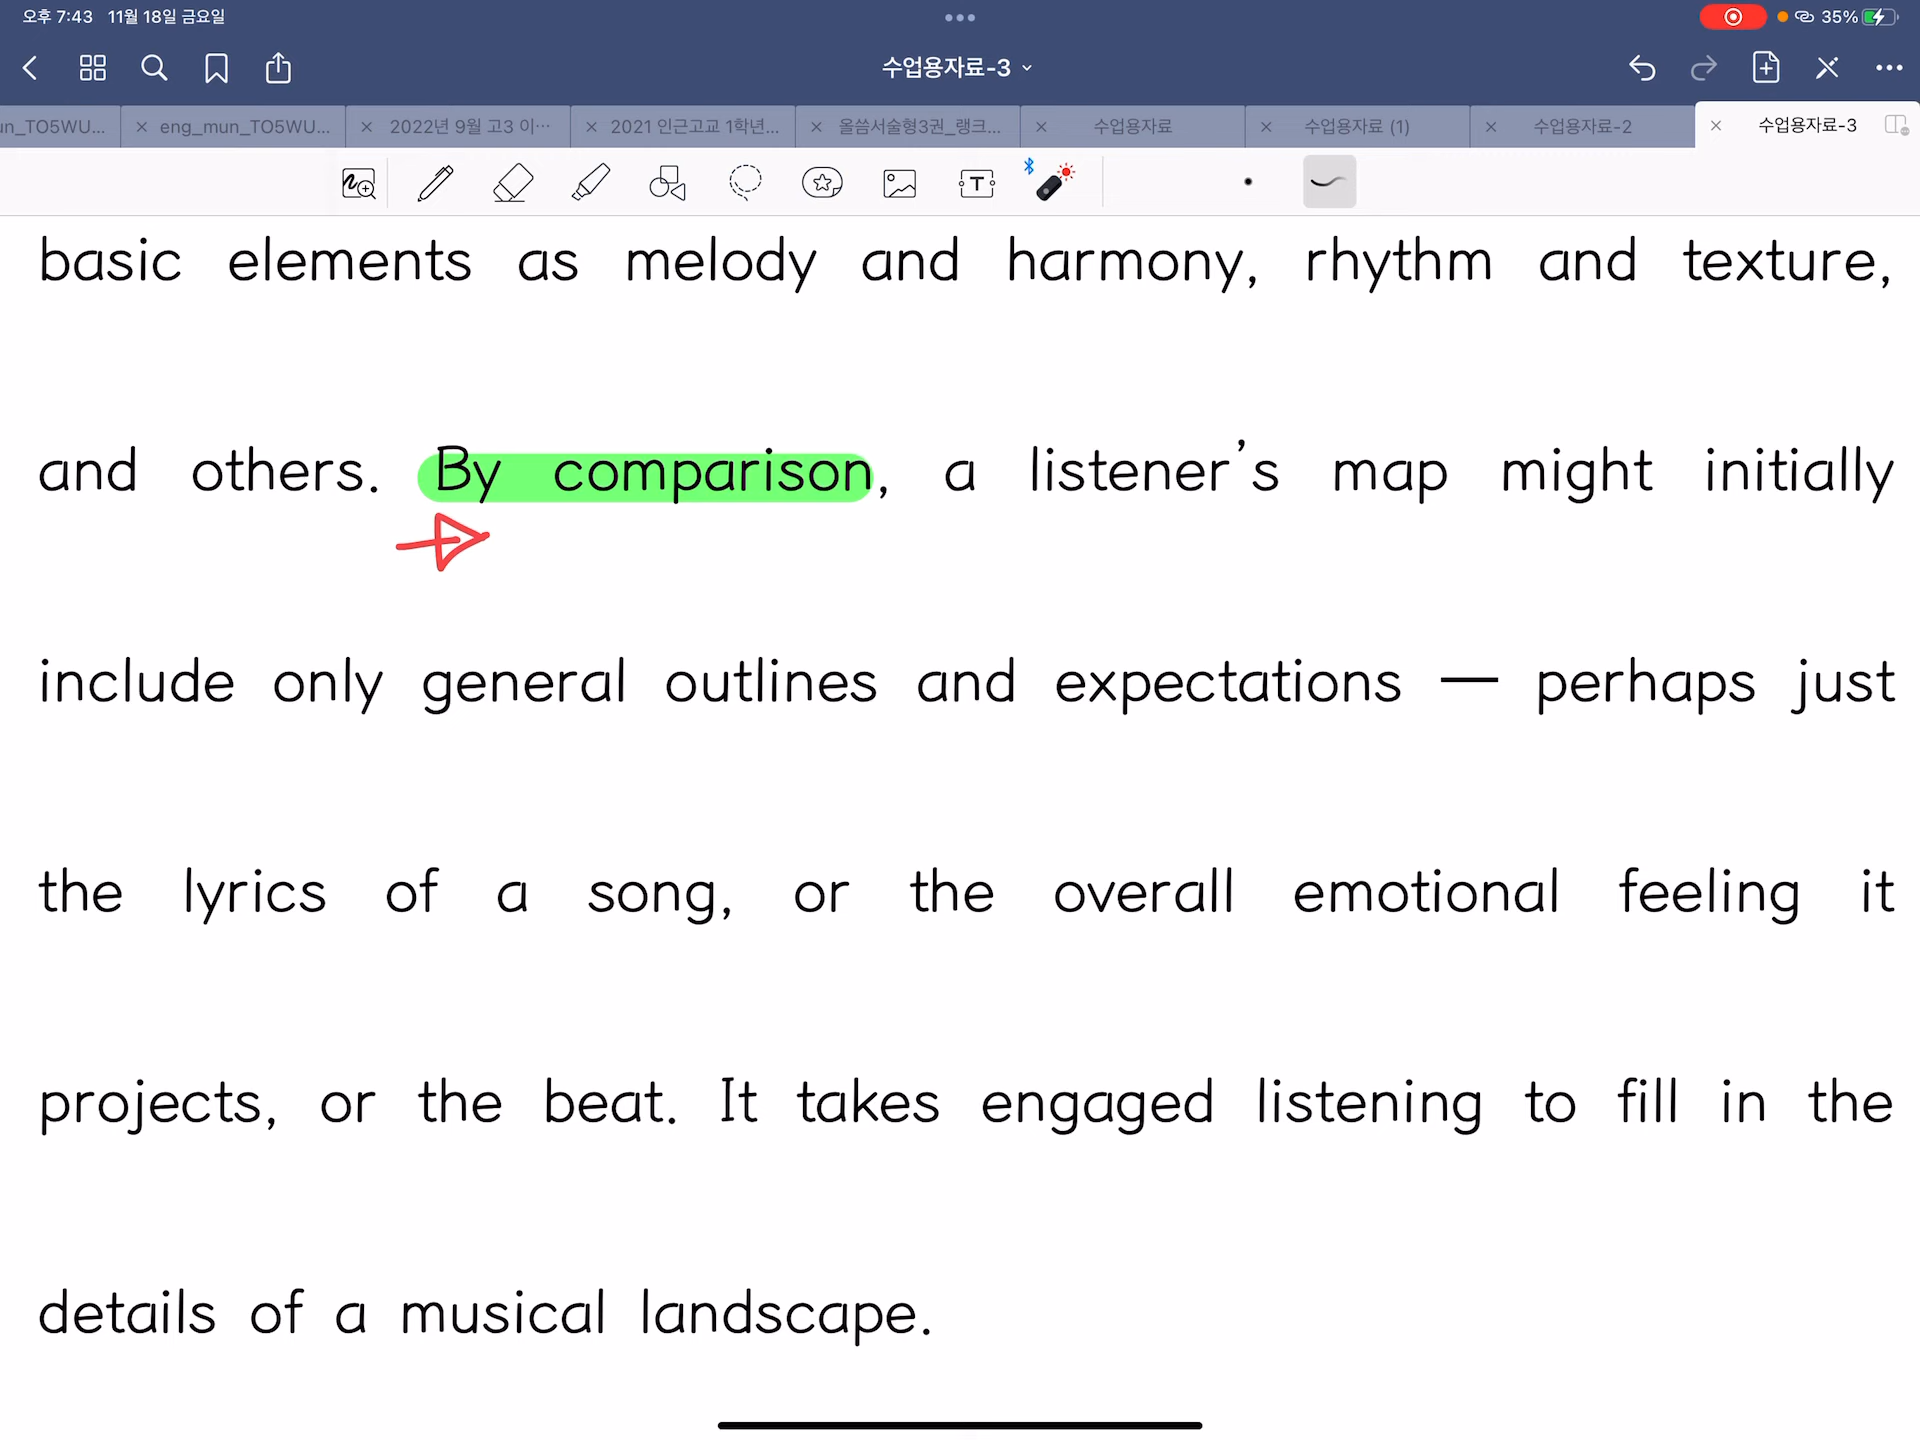 오후 7:43 11월 18일 금요일
35%
수업용자료-3
un_TO5WU...
eng_mun_TO5WU...
2022년 9월 고3 이...
2021 인근고교 1학년...
올씀서술형3권_랭크...
수업용자료
수업용자료 (1)
수업용자료-2
수업용자료-3
T
basic elements as melody and harmony, rhythm and texture,
and others. By comparison, a listener's map might initially
include only general outlines and expectations — perhaps just
the lyrics of a song, or the overall emotional feeling it
projects, or the beat. It takes engaged listening to fill in the
details of a musical landscape.